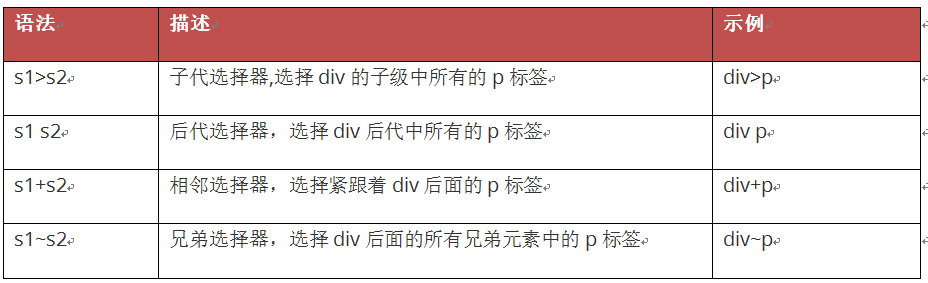 语法 描述 示例
s1>s2 子代选择器,选择 div 的子级中所有的 p 标签 div>p
s1 s2 后代选择器，选择 div 后代中所有的 p 标签 div p
s1+s2 相邻选择器，选择紧跟着 div 后面的 p 标签 div+p
s1~s2 兄弟选择器，选择 div 后面的所有兄弟元素中的 p 标签 div~p